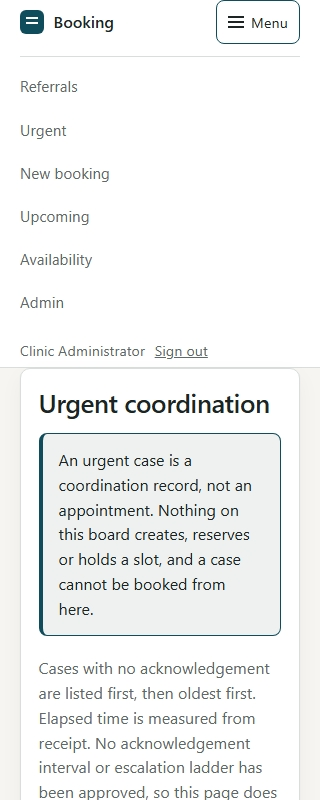 Booking
Menu
Referrals
Urgent
New booking
Upcoming
Availability
Admin
Clinic Administrator Sign out
Urgent coordination
An urgent case is a
coordination record, not an
appointment. Nothing on
this board creates, reserves
or holds a slot, and a case
cannot be booked from
here.
Cases with no acknowledgement
are listed first, then oldest first.
Elapsed time is measured from
receipt. No acknowledgement
interval or escalation ladder has
been approved, so this page does